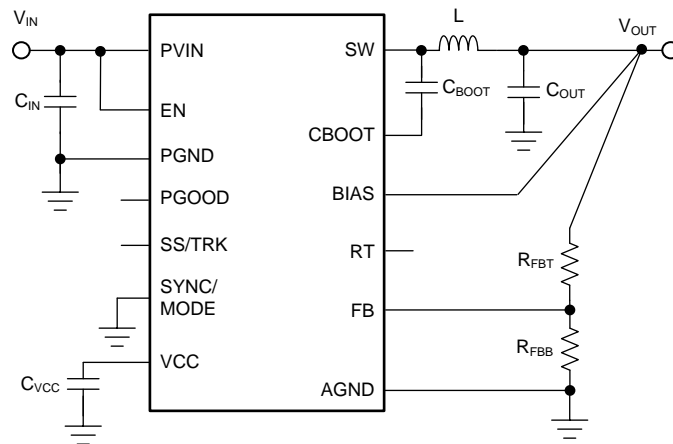 VIN
VOUT
L
PVIN
SW
CIN
CBOOT
COUT
EN
CBOOT
PGND
BIAS
PGOOD
SS/TRK
RT
RFBT
SYNC/
MODE
FB
RFBB
VCC
CVCC
AGND